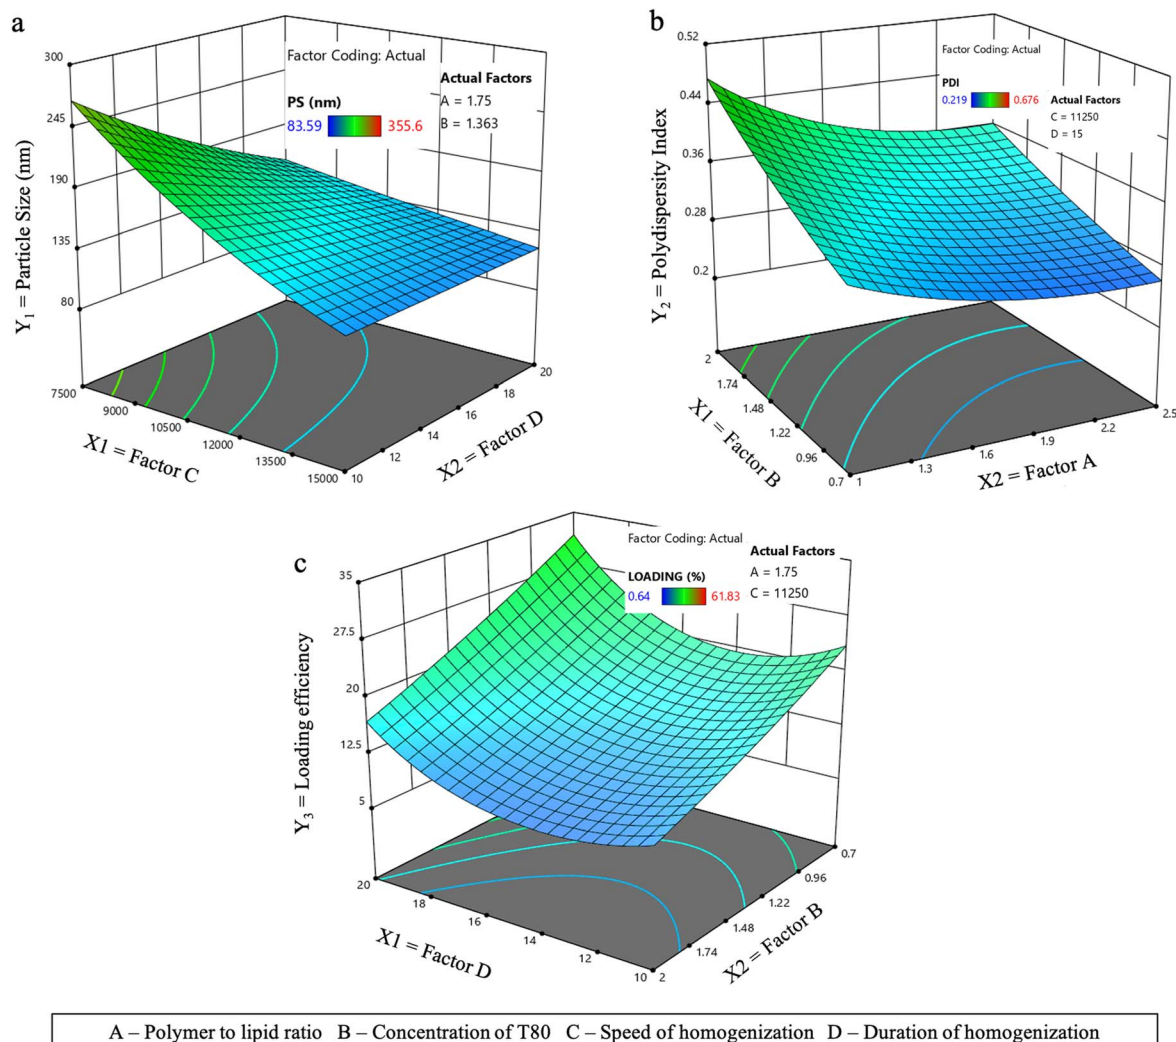 a
Factor Coding: Actual
PS (nm)
83.59 355.6
Actual Factors
A = 1.75
B = 1.363
Y1 = Particle Size (nm)
300
245
190
135
80
7500
9000
10500
12000
13500
15000
X1 = Factor C
10
12
14
16
18
20
X2 = Factor D
b
Factor Coding: Actual
PDI
0.219 0.676
Actual Factors
C = 11250
D = 15
Y2 = Polydispersity Index
0.52
0.44
0.36
0.28
0.2
2
1.74
1.48
1.22
0.96
0.7
X1 = Factor B
1
1.3
1.6
1.9
2.2
2.5
X2 = Factor A
c
Factor Coding: Actual
LOADING (%)
0.64 61.83
Actual Factors
A = 1.75
C = 11250
Y3 = Loading efficiency
35
27.5
20
12.5
5
20
18
16
14
12
10
X1 = Factor D
2
1.74
1.48
1.22
0.96
0.7
X2 = Factor B
A – Polymer to lipid ratio B – Concentration of T80 C – Speed of homogenization D – Duration of homogenization